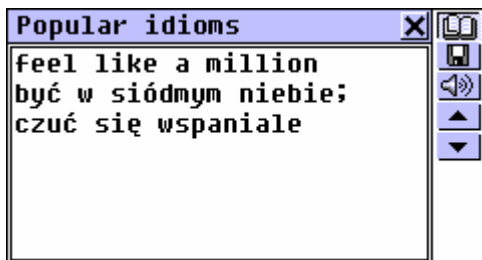 Popular idioms
feel like a million
być w siódmym niebie;
czuć się wspaniale